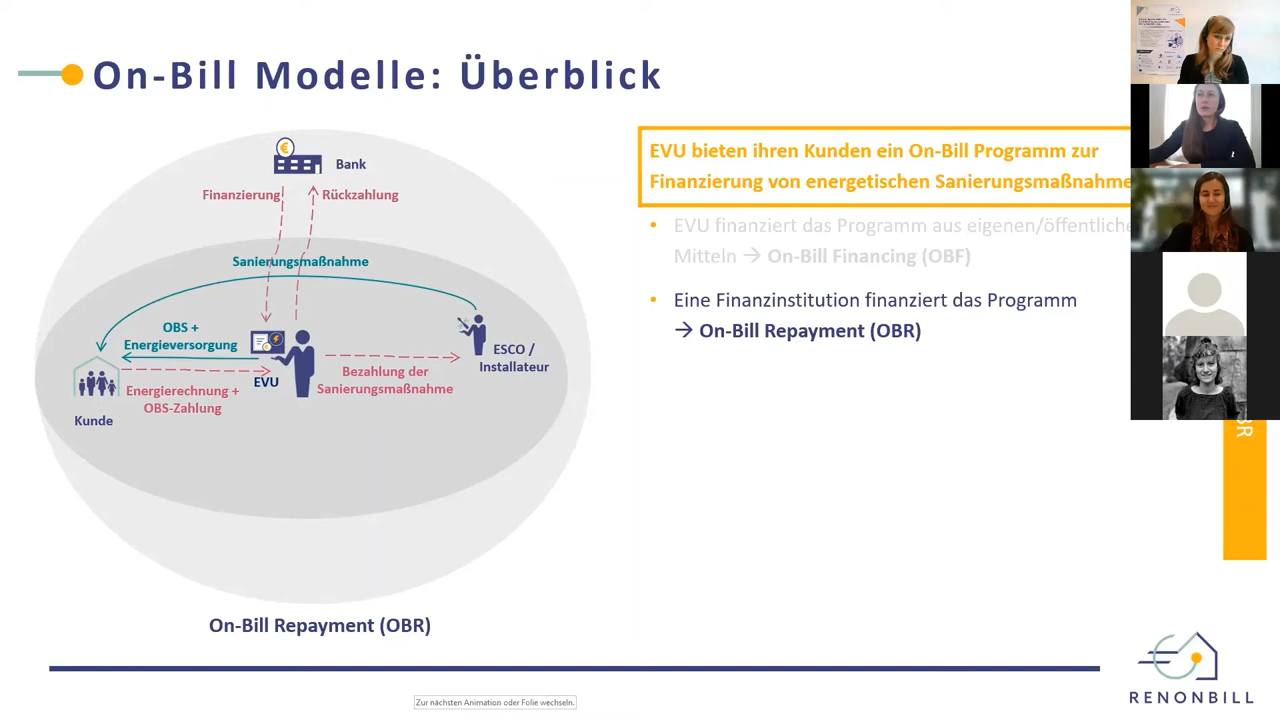 On-Bill Modelle: Überblick
Bank
Finanzierung
Rückzahlung
Sanierungsmaßnahme
OBS +
Energieversorgung
EVU
Energierechnung +
OBS-Zahlung
Kunde
Bezahlung der
Sanierungsmaßnahme
ESCO /
Installateur
On-Bill Repayment (OBR)
EVU bieten ihren Kunden ein On-Bill Programm zur
Finanzierung von energetischen Sanierungsmaßnahme
• EVU finanziert das Programm aus eigenen/öffentliche
Mitteln → On-Bill Financing (OBF)
• Eine Finanzinstitution finanziert das Programm
→ On-Bill Repayment (OBR)
BR
Zur nächsten Animation oder Folie wechseln.
RENONBILL